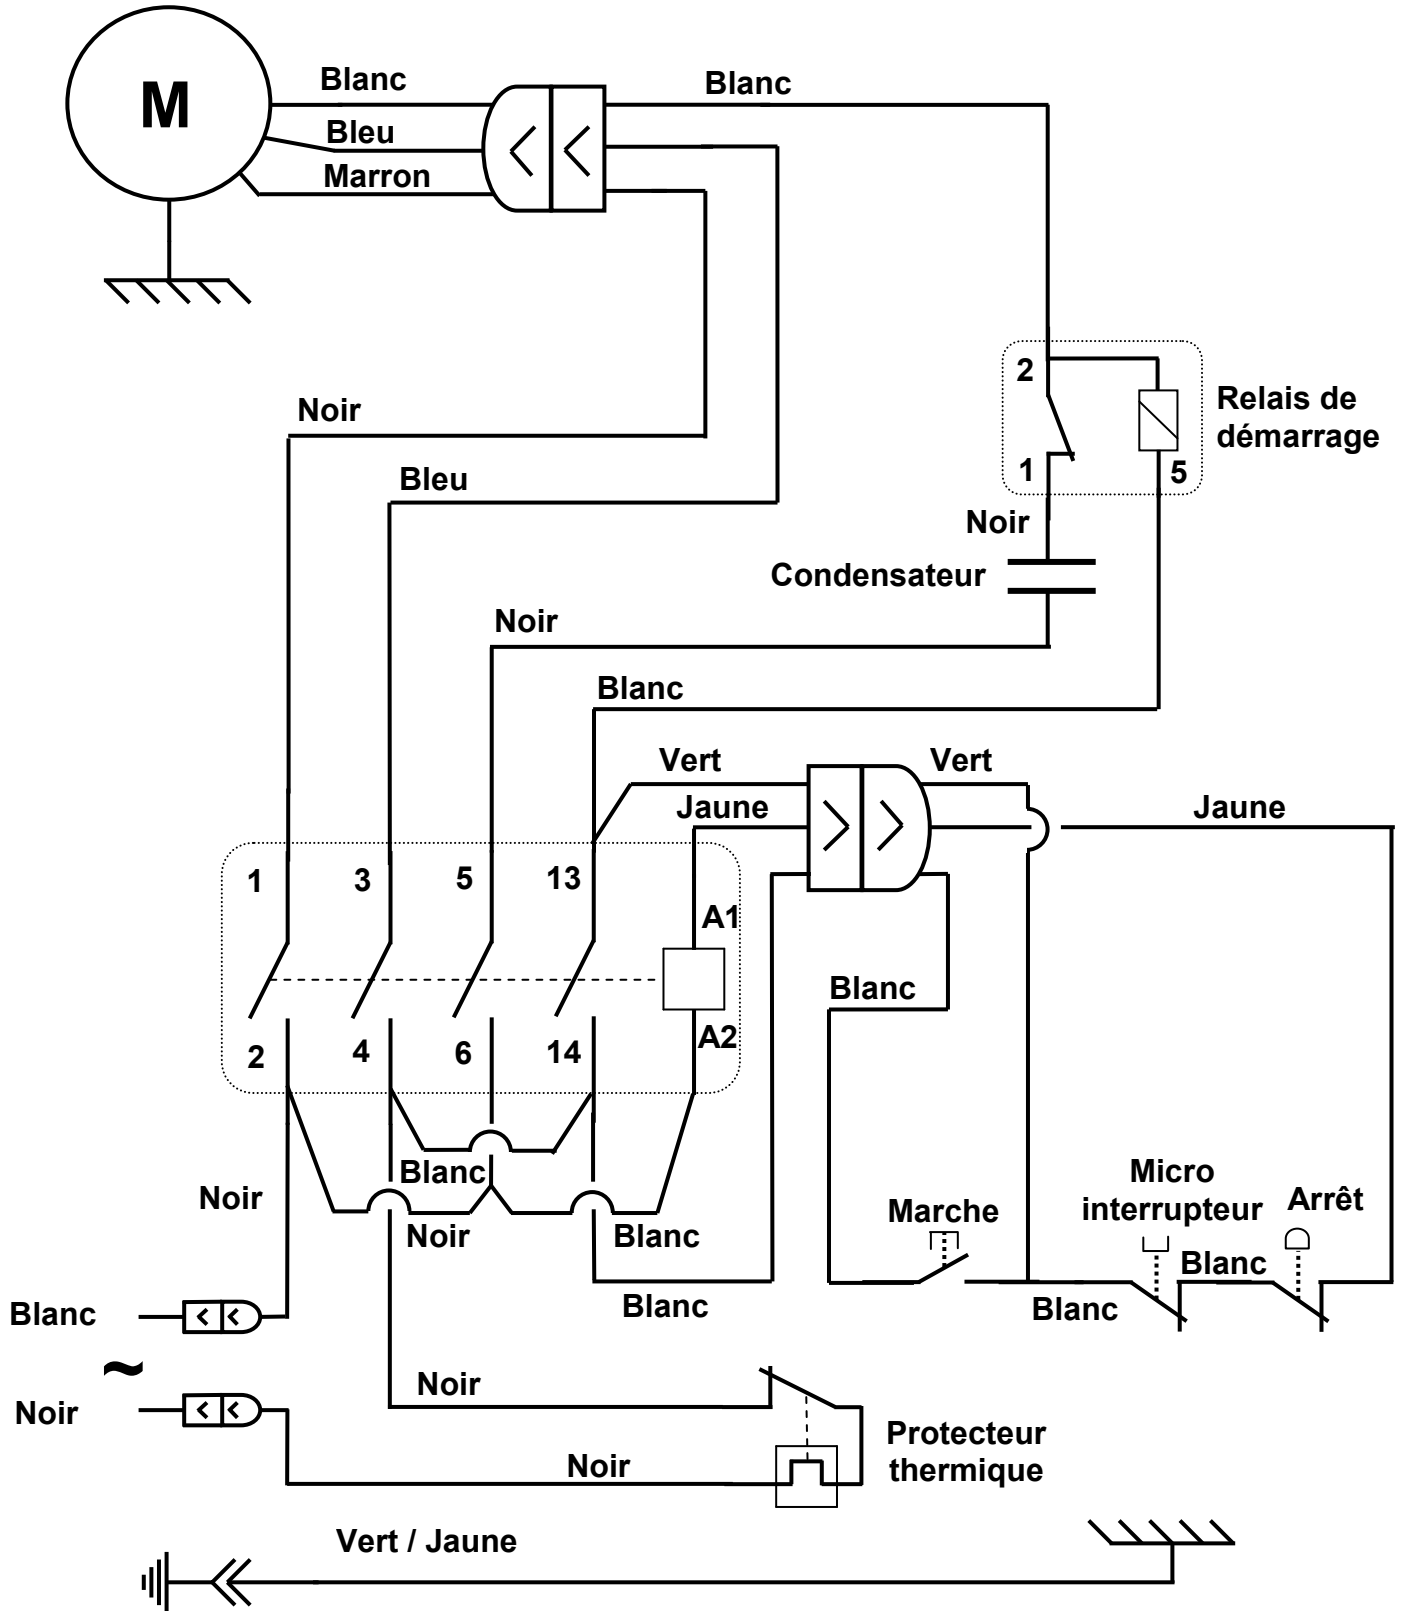 M
Blanc
Bleu
Marron
Blanc
Noir
Bleu
2
1
5
Relais de
démarrage
Noir
Condensateur
Noir
Blanc
Vert
Jaune
Vert
Jaune
1
3
5
13
A1
Blanc
2
4
6
14
A2
Blanc
Noir
Noir
Blanc
Blanc
Marche
Micro
interrupteur
Arrêt
Blanc
Blanc
Blanc
~
Noir
Noir
Noir
Protecteur
thermique
Vert / Jaune